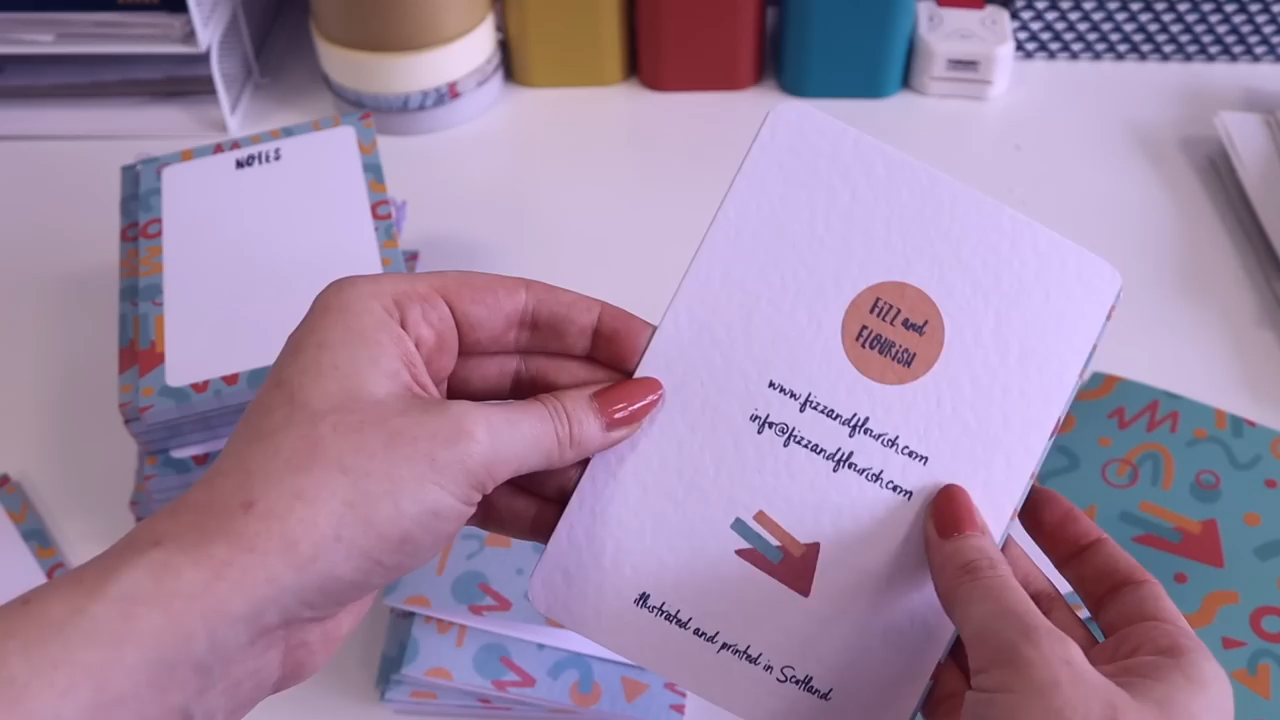 NOTES
FiZZ and
FLOURiSH
www.fizzandflourish.com
info@fizzandflourish.com
illustrated and printed in Scotland